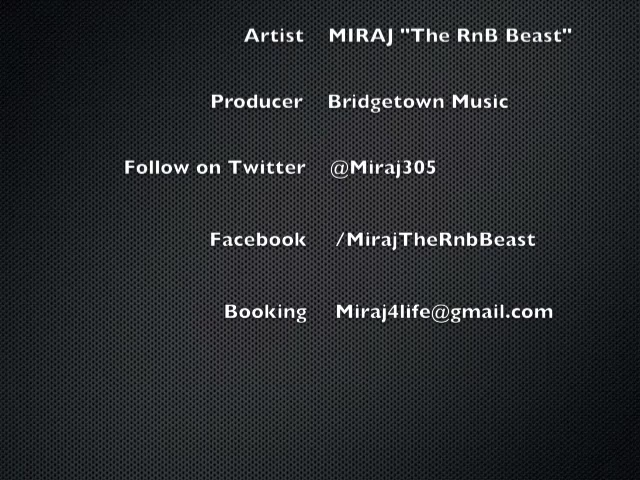 Artist MIRAJ "The RnB Beast"
Producer Bridgetown Music
Follow on Twitter @Miraj305
Facebook /MirajTheRnbBeast
Booking Miraj4life@gmail.com